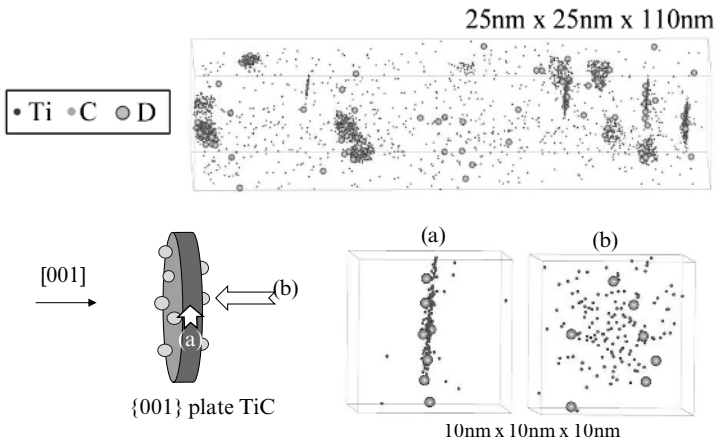 25nm x 25nm x 110nm
Ti C D
(a) (b)
[001]
(b)
(a)
{001} plate TiC
10nm x 10nm x 10nm